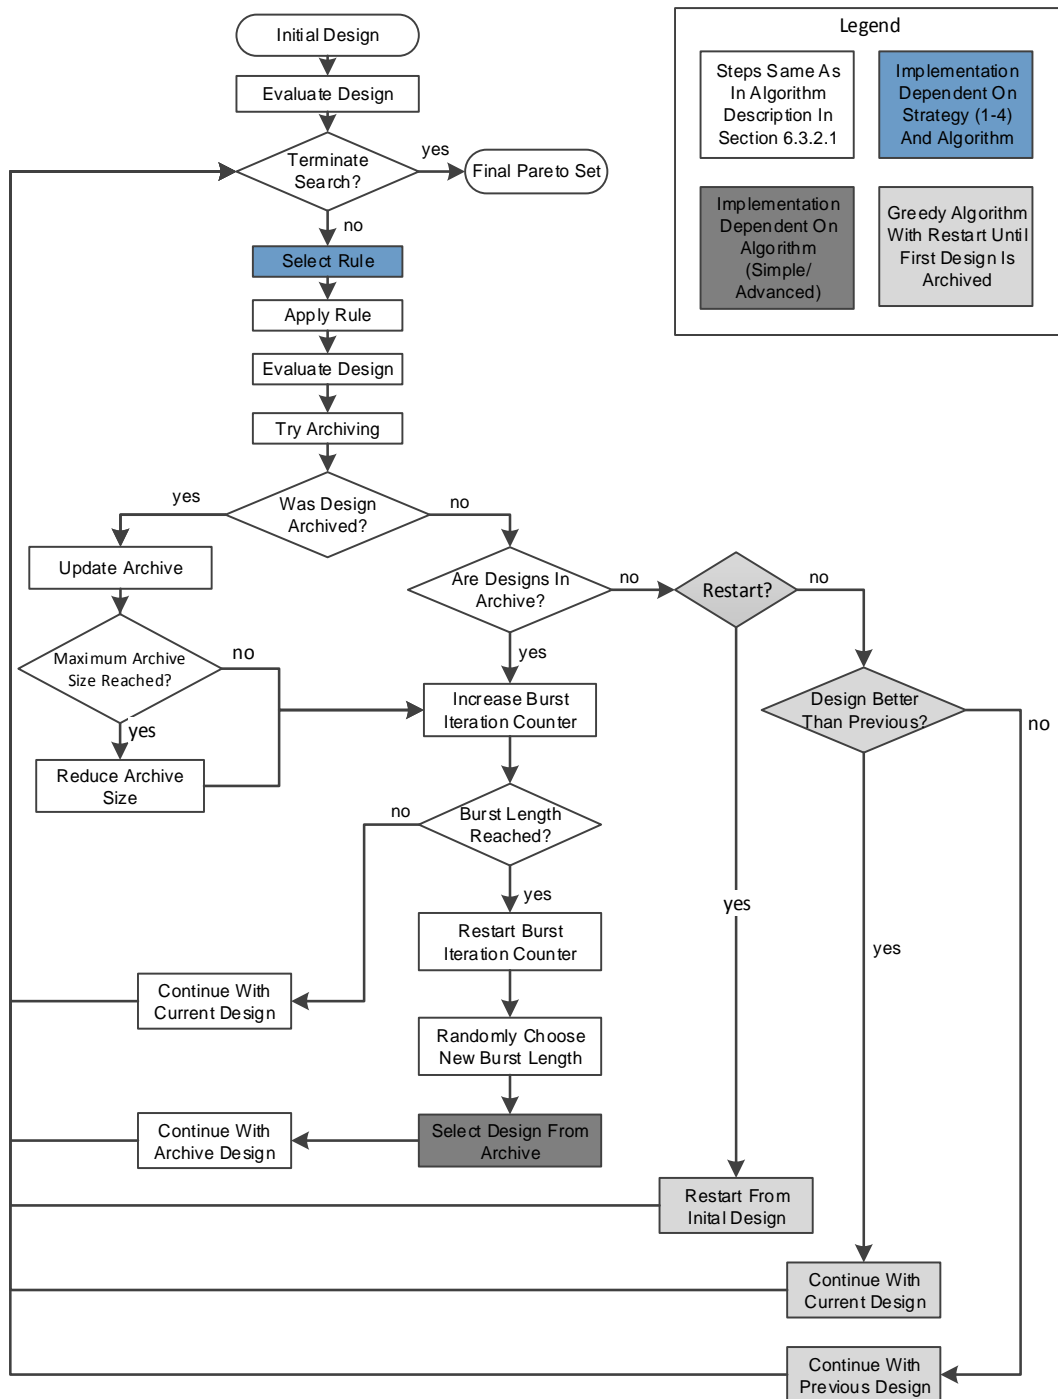 Initial Design
Evaluate Design
Terminate
Search?
yes
Final Pareto Set
no
Select Rule
Apply Rule
Evaluate Design
Try Archiving
Was Design
Archived?
yes
no
Update Archive
Maximum Archive
Size Reached?
no
yes
Reduce Archive
Size
Are Designs In
Archive?
no
yes
Restart?
no
yes
Design Better
Than Previous?
no
yes
Increase Burst
Iteration Counter
Burst Length
Reached?
no
yes
Restart Burst
Iteration Counter
Continue With
Current Design
Randomly Choose
New Burst Length
Select Design From
Archive
Continue With
Archive Design
Restart From
Inital Design
Continue With
Current Design
Continue With
Previous Design
Legend
Steps Same As
In Algorithm
Description In
Section 6.3.2.1
Implementation
Dependent On
Strategy (1-4)
And Algorithm
Implementation
Dependent On
Algorithm
(Simple/
Advanced)
Greedy Algorithm
With Restart Until
First Design Is
Archived